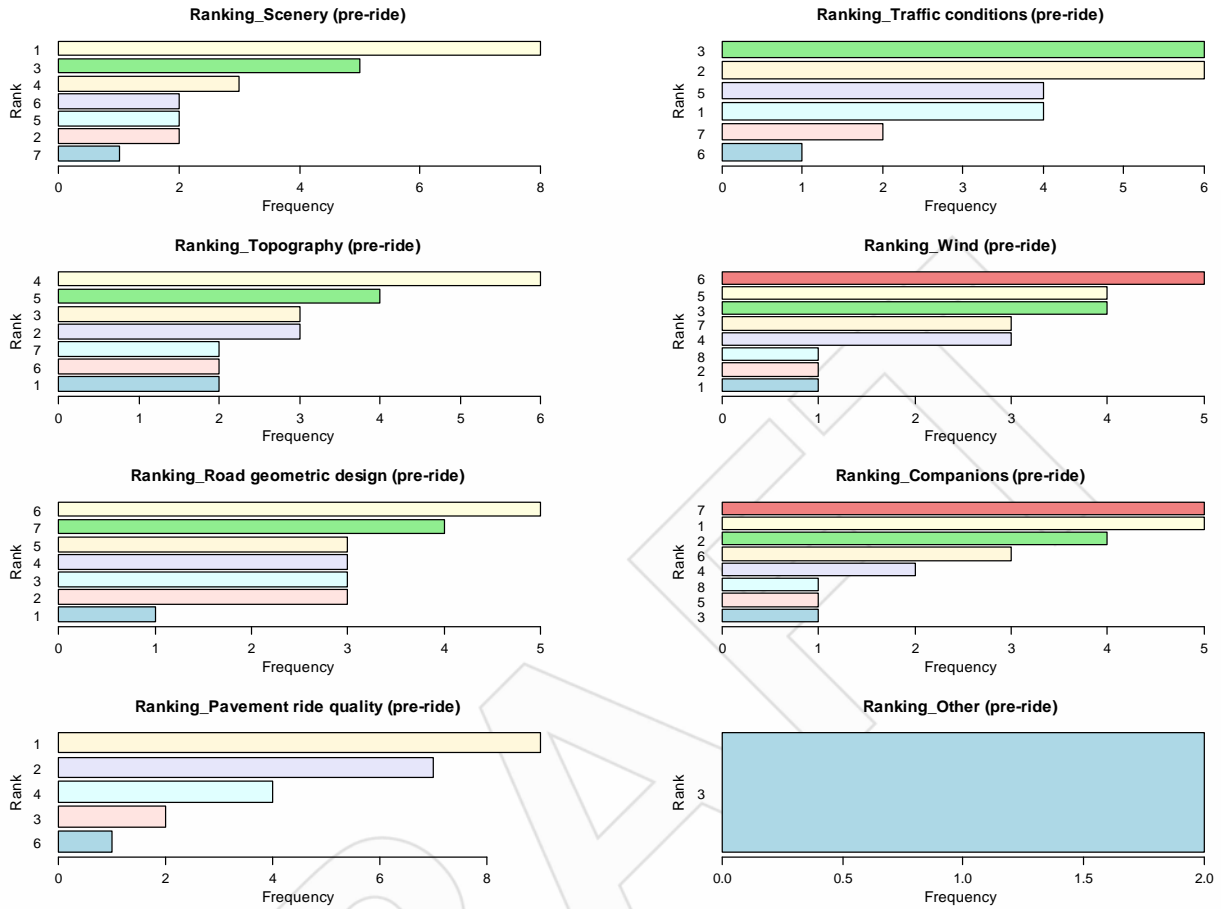 Ranking_Scenery (pre-ride)
Rank
1
3
4
6
5
2
7
0 2 4 6 8
Frequency
Ranking_Traffic conditions (pre-ride)
Rank
3
2
5
1
7
6
0 1 2 3 4 5 6
Frequency
Ranking_Topography (pre-ride)
Rank
4
5
3
2
7
6
1
0 1 2 3 4 5 6
Frequency
Ranking_Wind (pre-ride)
Rank
6
5
3
7
4
8
2
1
0 1 2 3 4 5
Frequency
Ranking_Road geometric design (pre-ride)
Rank
6
7
5
4
3
2
1
0 1 2 3 4 5
Frequency
Ranking_Companions (pre-ride)
Rank
7
1
2
6
4
8
5
3
0 1 2 3 4 5
Frequency
Ranking_Pavement ride quality (pre-ride)
Rank
1
2
4
3
6
0 2 4 6 8
Frequency
Ranking_Other (pre-ride)
Rank
3
0.0 0.5 1.0 1.5 2.0
Frequency